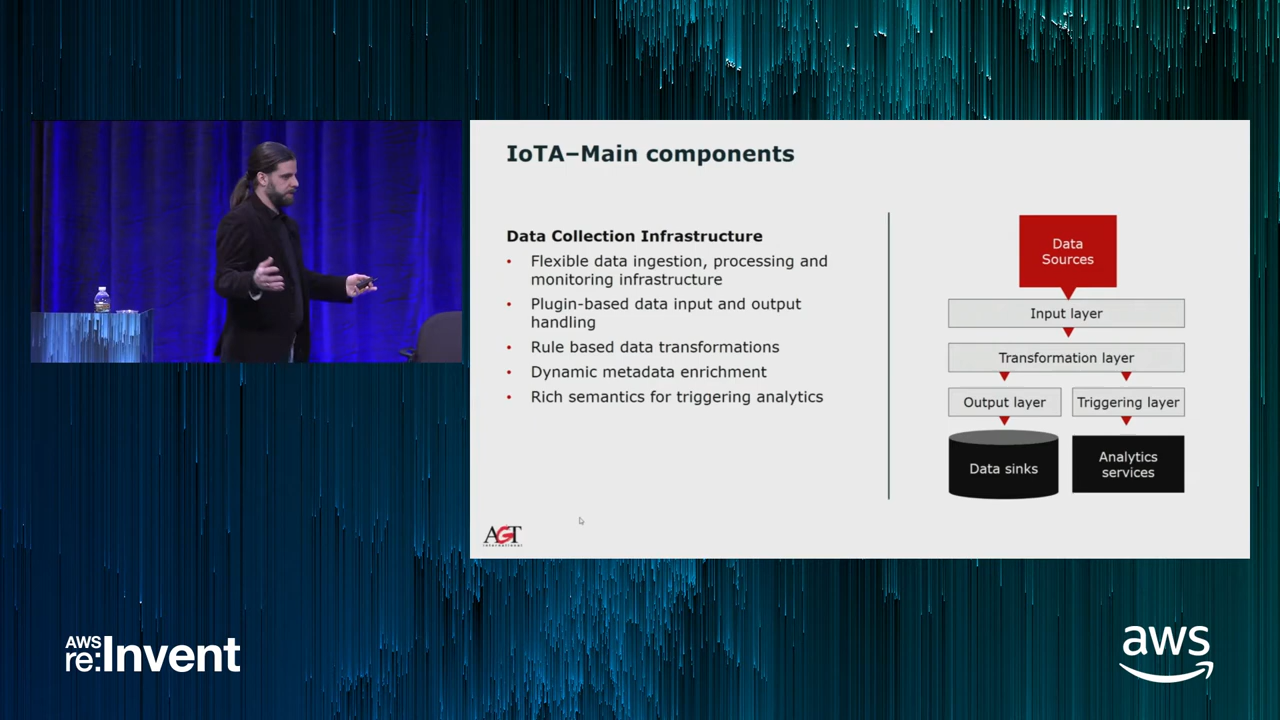 IoTA–Main components
Data Collection Infrastructure
• Flexible data ingestion, processing and
monitoring infrastructure
• Plugin-based data input and output
handling
• Rule based data transformations
• Dynamic metadata enrichment
• Rich semantics for triggering analytics
Data
Sources
Input layer
Transformation layer
Output layer
Triggering layer
Data sinks
Analytics
services
AGT
international
AWS
re:Invent
aws